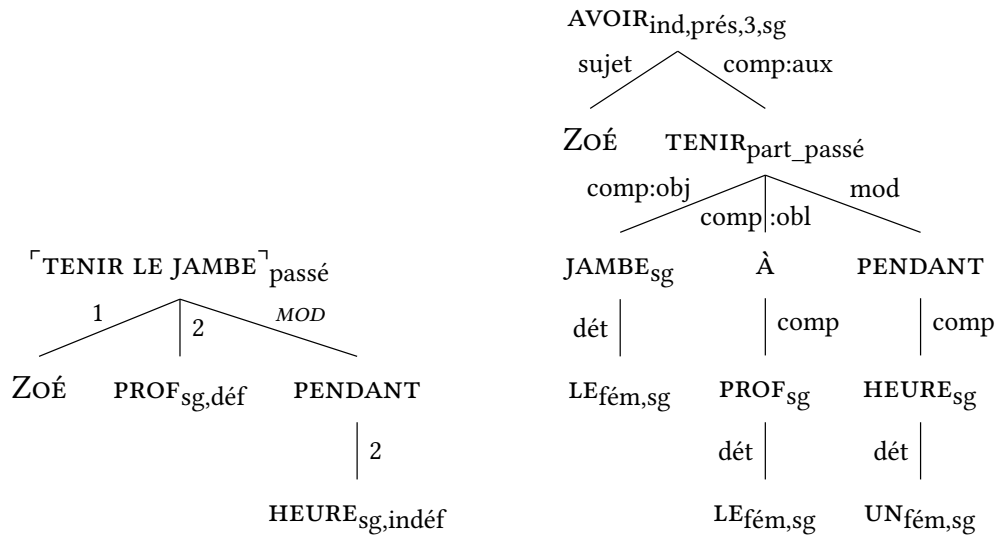 AVOIRind,prés,3,sg
sujet comp:aux
ZOÉ TENIRpart_passé
comp:obj comp:obl mod
⌜TENIR LE JAMBE⌝passé JAMBEsg À PENDANT
1 2 MOD dét comp comp
ZOÉ PROFsg,déf PENDANT LEfém,sg PROFsg HEUREsg
2 dét dét
HEUREsg,indéf LEfém,sg UNfém,sg